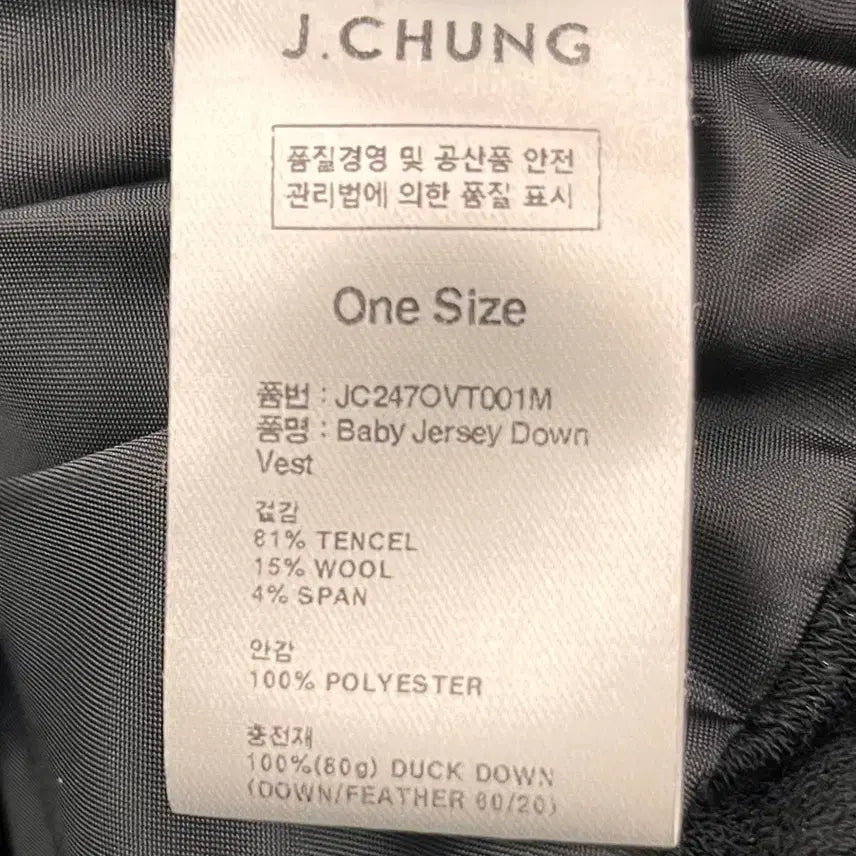 J.CHUNG
품질경영 및 공산품 안전
관리법에 의한 품질 표시
One Size
품번 : JC247OVT001M
품명 : Baby Jersey Down
Vest
겉감
81% TENCEL
15% WOOL
4% SPAN
안감
100% POLYESTER
충전재
100%(80g) DUCK DOWN
(DOWN/FEATHER 80/20)